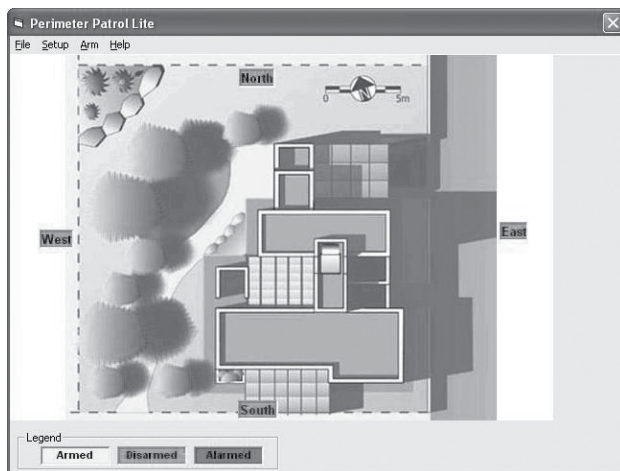 Perimeter Patrol Lite
File Setup Arm Help
North
0 5m
West
East
South
Legend
Armed Disarmed Alarmed